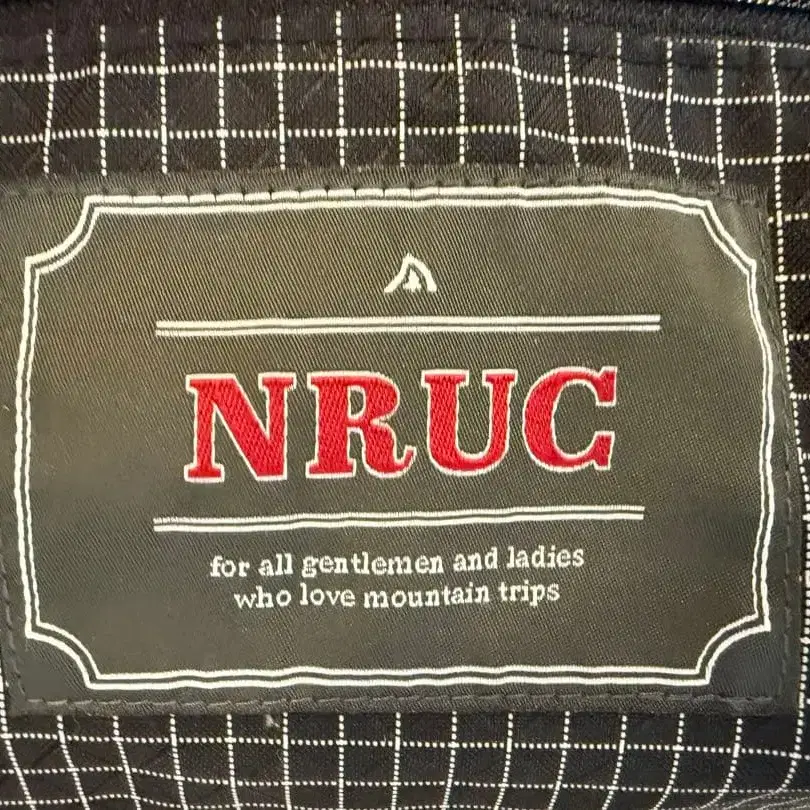 NRUC
for all gentlemen and ladies
who love mountain trips